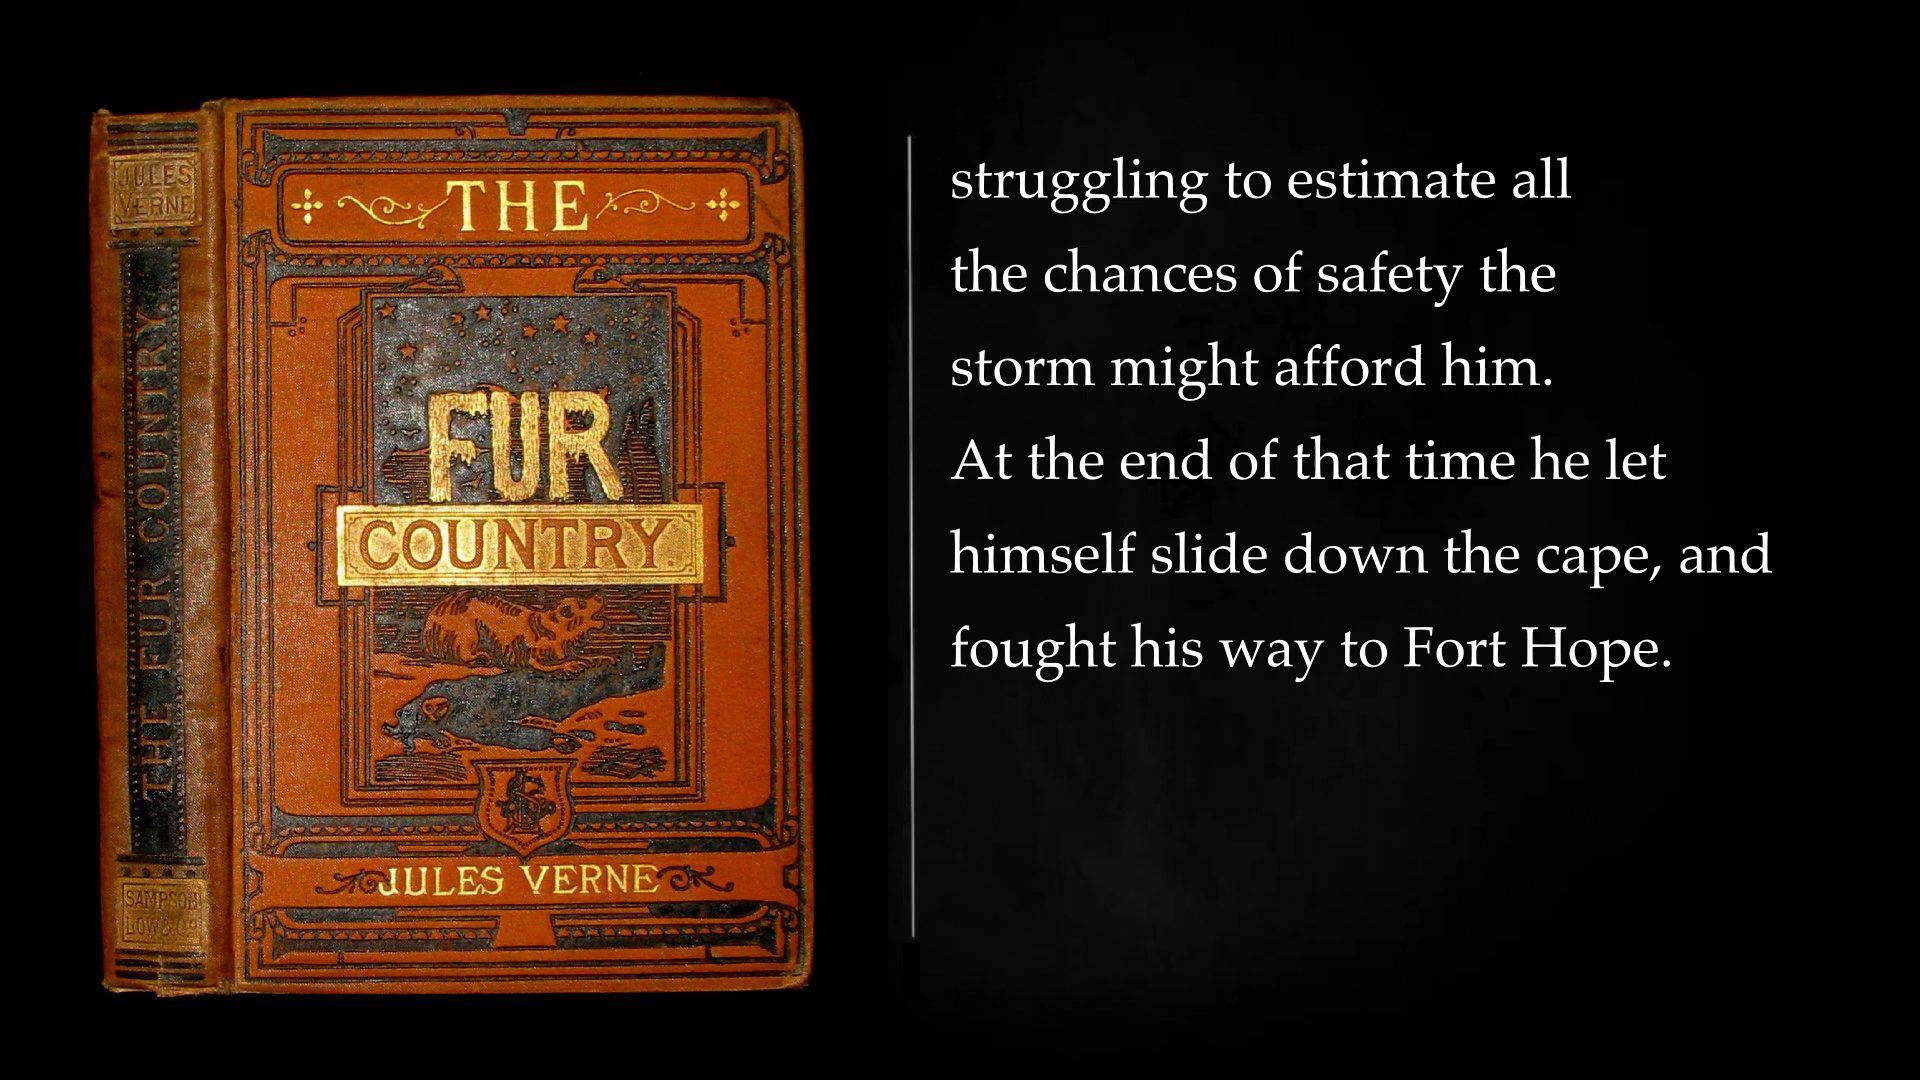 JULES
VERNE
THE FUR COUNTRY.
SAMPSON
LOW & Co
THE
FUR
COUNTRY.
JULES VERNE
struggling to estimate all
the chances of safety the
storm might afford him.
At the end of that time he let
himself slide down the cape, and
fought his way to Fort Hope.